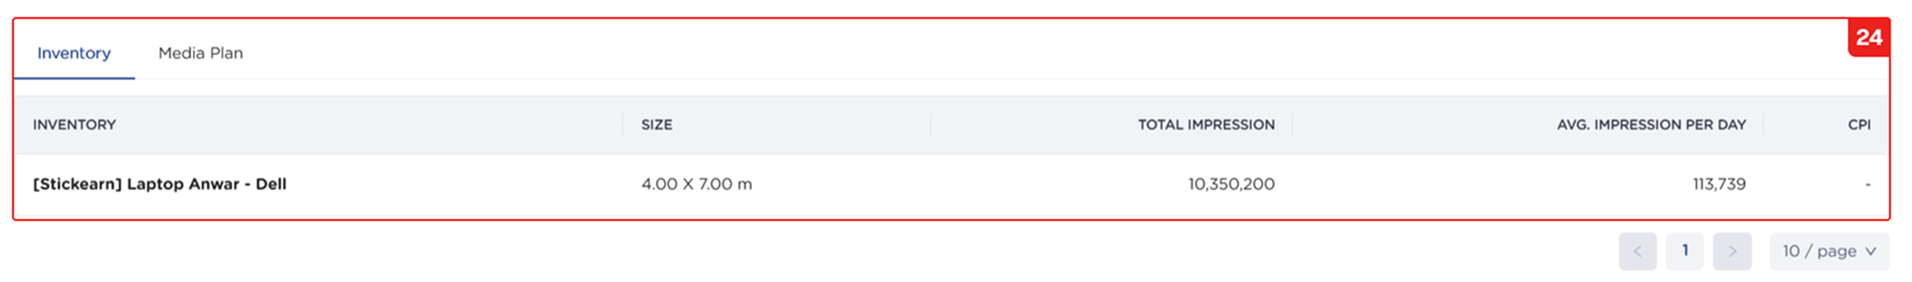 Inventory Media Plan 24
INVENTORY SIZE TOTAL IMPRESSION AVG. IMPRESSION PER DAY CPI
[Stickearn] Laptop Anwar - Dell 4.00 X 7.00 m 10,350,200 113,739 -
< 1 > 10 / page